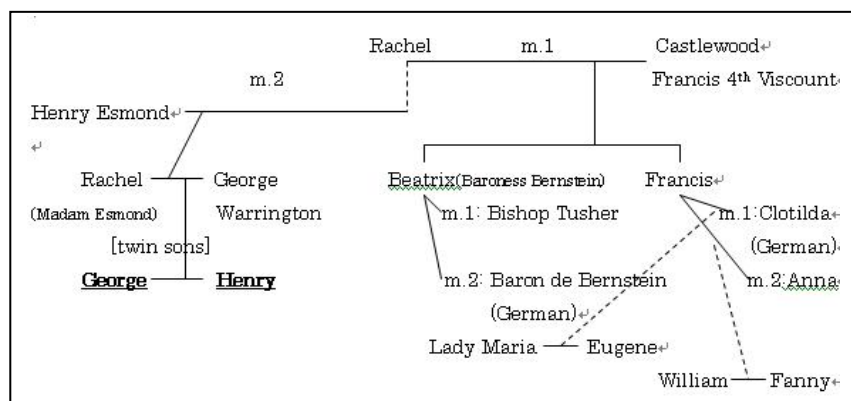 Rachel m.1 Castlewood↵
m.2 Francis 4th Viscount
Henry Esmond↵
↵
Rachel George Beatrix(Baroness Bernstein) Francis↵
(Madam Esmond) Warrington m.1: Bishop Tusher m.1:Clotilda↵
[twin sons] (German)↵
George Henry m.2: Baron de Bernstein m.2:Anna
(German)↵
Lady Maria Eugene↵
William Fanny↵